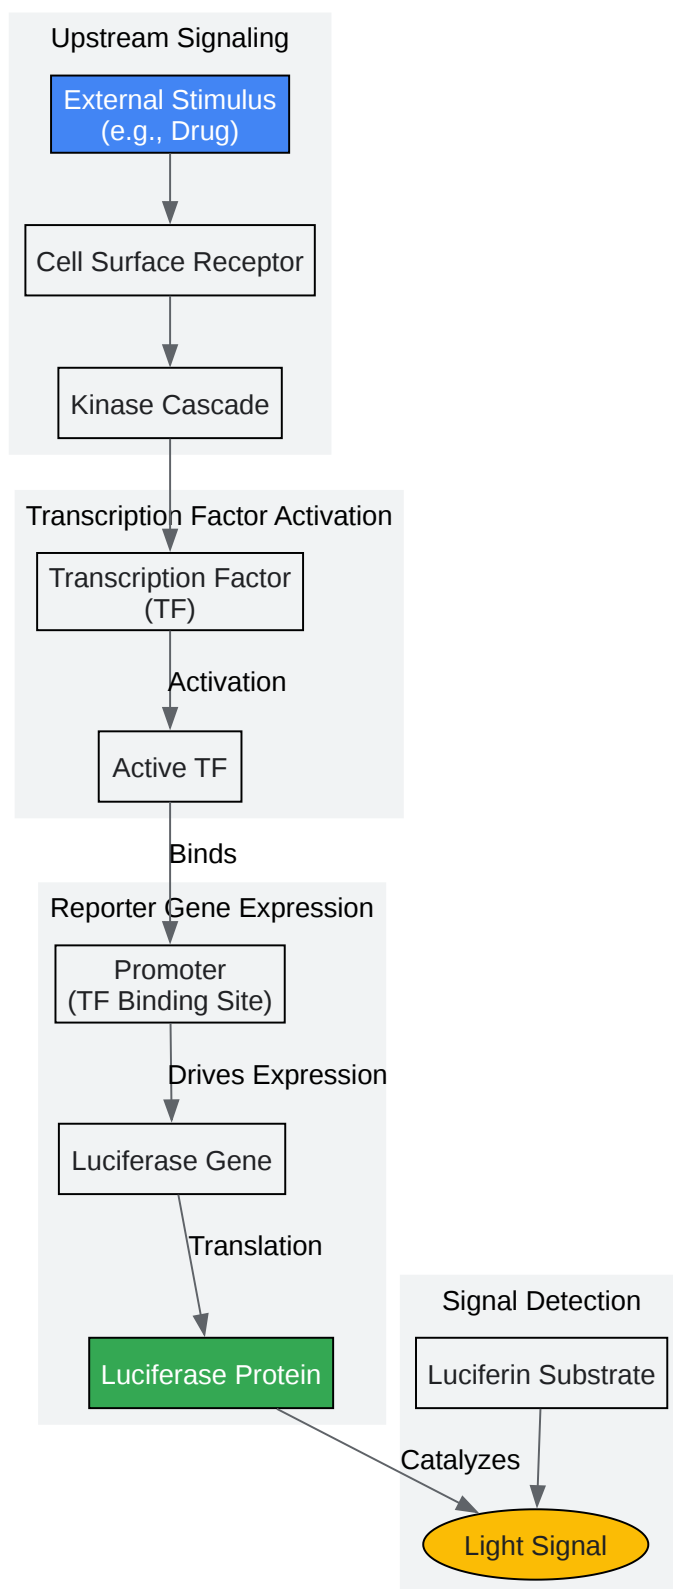 Upstream Signaling
External Stimulus
(e.g., Drug)
Cell Surface Receptor
Kinase Cascade
Transcription Factor Activation
Transcription Factor
(TF)
Activation
Active TF
Binds
Reporter Gene Expression
Promoter
(TF Binding Site)
Drives Expression
Luciferase Gene
Translation
Luciferase Protein
Signal Detection
Luciferin Substrate
Catalyzes
Light Signal